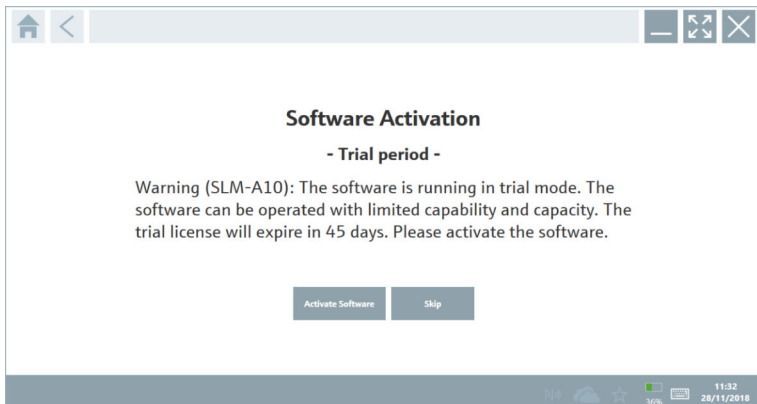 Software Activation
- Trial period -
Warning (SLM-A10): The software is running in trial mode. The
software can be operated with limited capability and capacity. The
trial license will expire in 45 days. Please activate the software.
Activate Software Skip
11:32
36% 28/11/2018